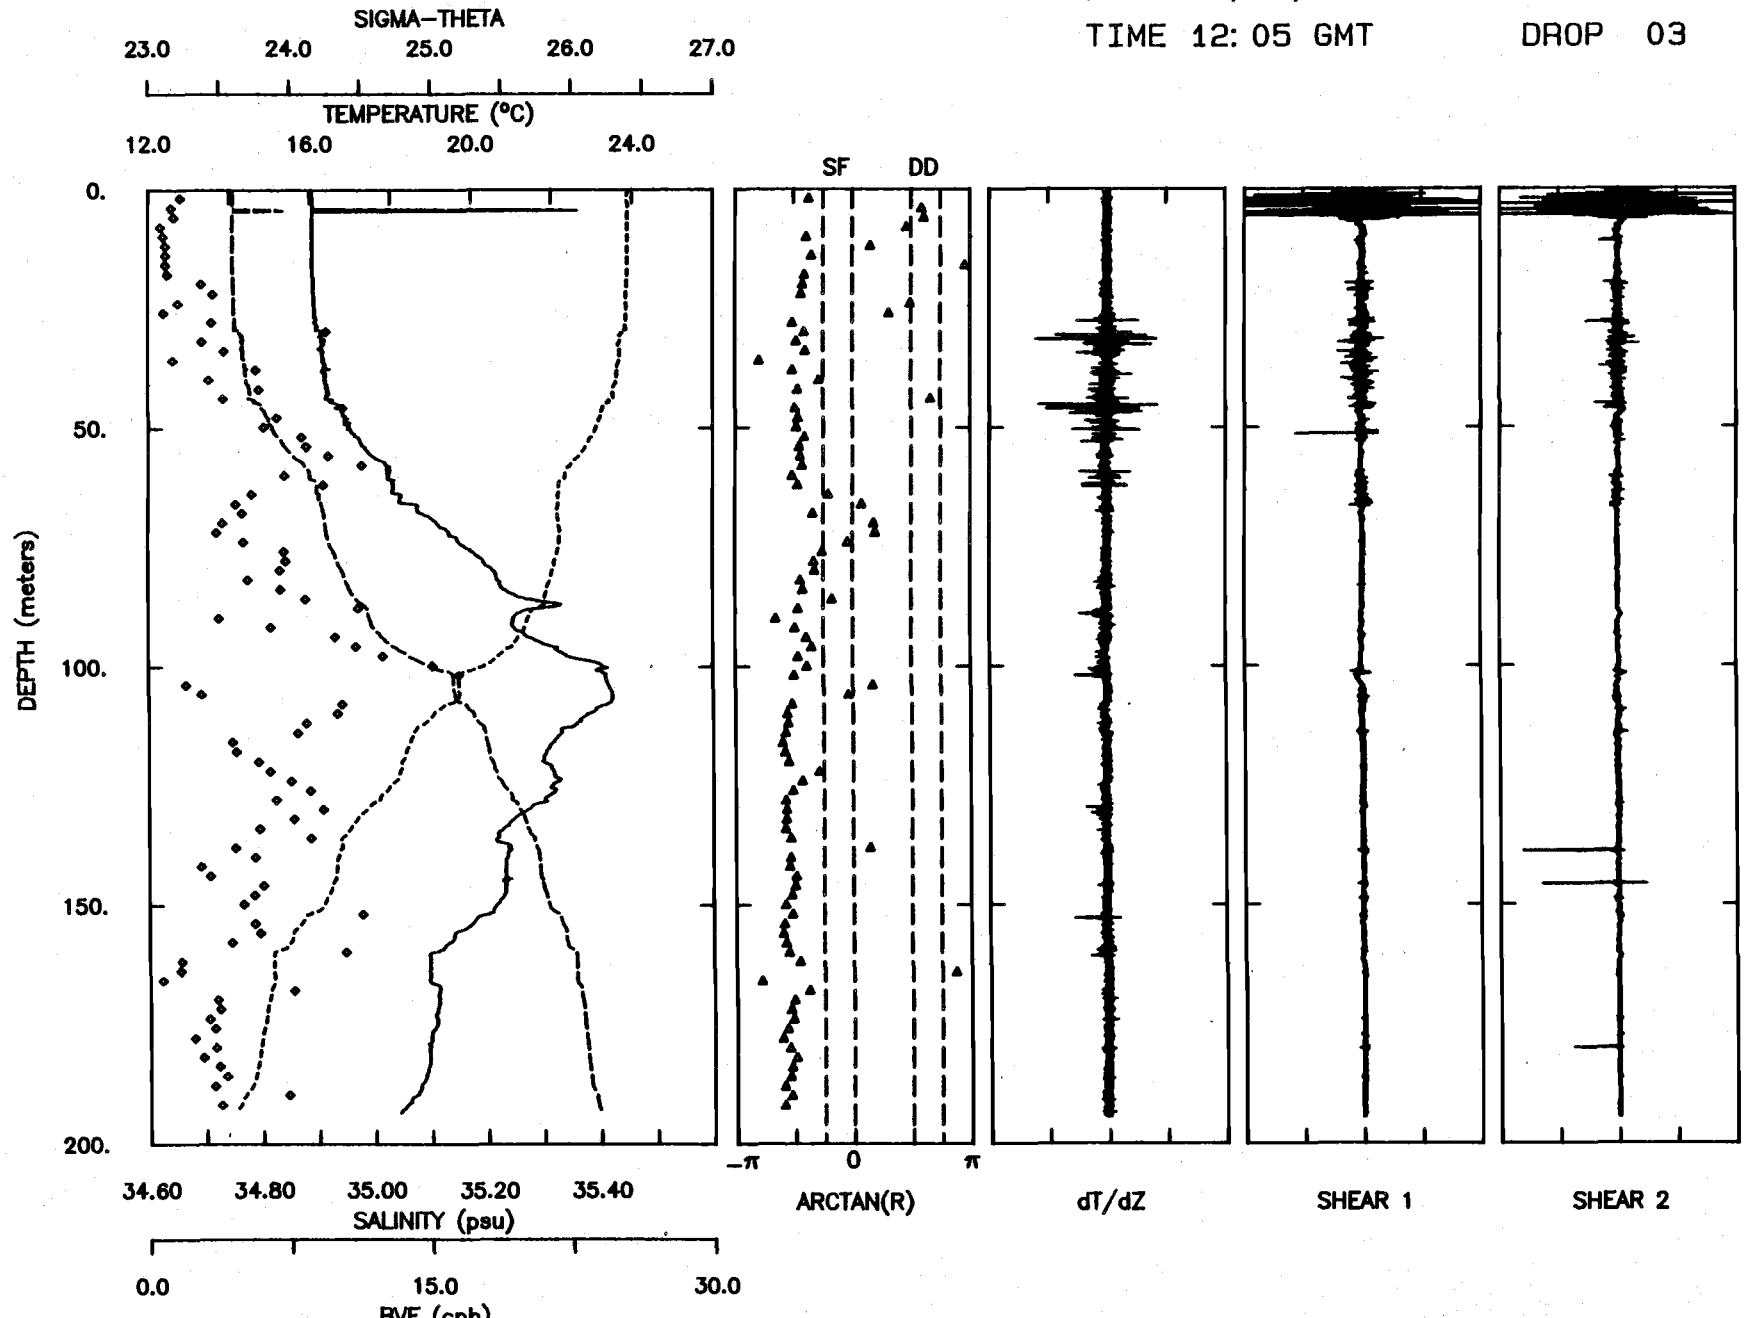 SIGMA-THETA
23.0 24.0 25.0 26.0 27.0
TIME 12:05 GMT DROP 03
TEMPERATURE (°C)
12.0 16.0 20.0 24.0
SF DD
0.
50.
100.
150.
200.
DEPTH (meters)
-π 0 π
34.60 34.80 35.00 35.20 35.40
SALINITY (psu)
ARCTAN(R) dT/dZ SHEAR 1 SHEAR 2
0.0 15.0 30.0
BVF (cph)